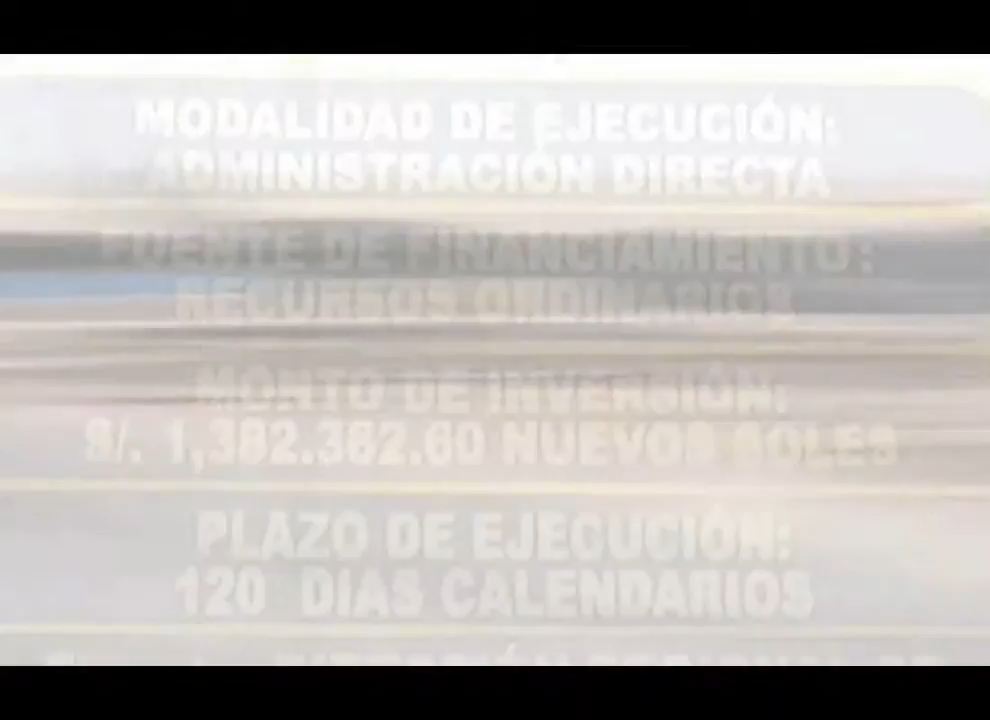 MODALIDAD DE EJECUCIÓN:
ADMINISTRACIÓN DIRECTA
FUENTE DE FINANCIAMIENTO:
RECURSOS ORDINARIOS
MONTO DE INVERSIÓN:
S/. 1,382.382.60 NUEVOS SOLES
PLAZO DE EJECUCIÓN:
120 DIAS CALENDARIOS